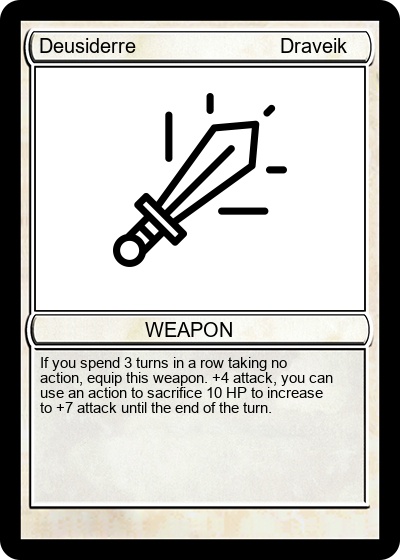 Deusiderre Draveik
WEAPON
If you spend 3 turns in a row taking no
action, equip this weapon. +4 attack, you can
use an action to sacrifice 10 HP to increase
to +7 attack until the end of the turn.